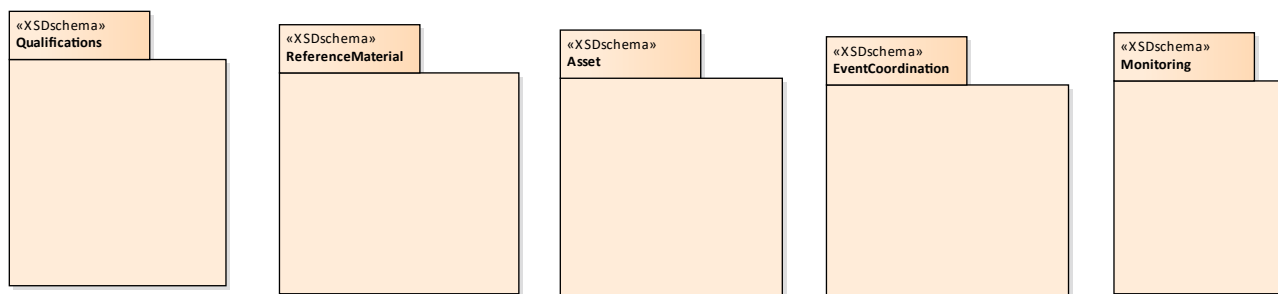 «XSDschema»
Qualifications
«XSDschema»
ReferenceMaterial
«XSDschema»
Asset
«XSDschema»
EventCoordination
«XSDschema»
Monitoring